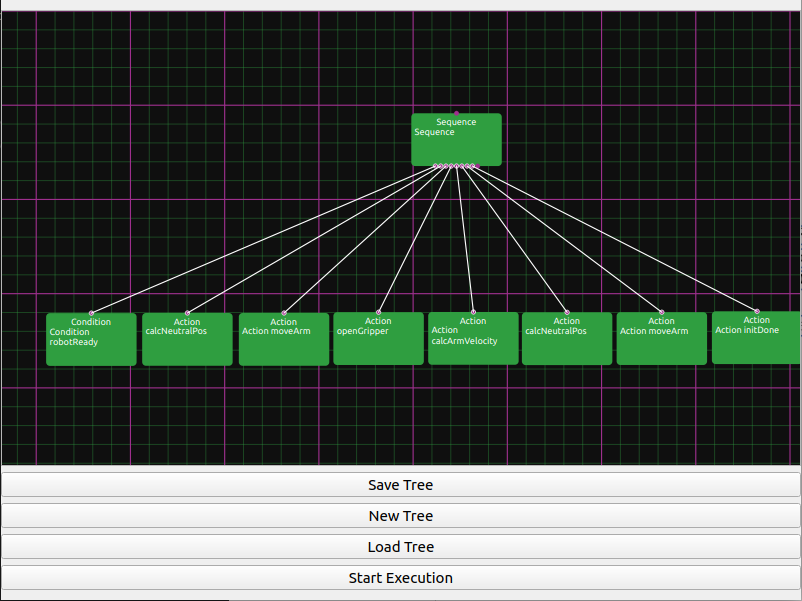 Sequence
Sequence
Condition
Condition
robotReady
Action
calcNeutralPos
Action
Action moveArm
Action
openGripper
Action
Action
calcArmVelocity
Action
calcNeutralPos
Action
Action moveArm
Action
Action initDone
Save Tree
New Tree
Load Tree
Start Execution